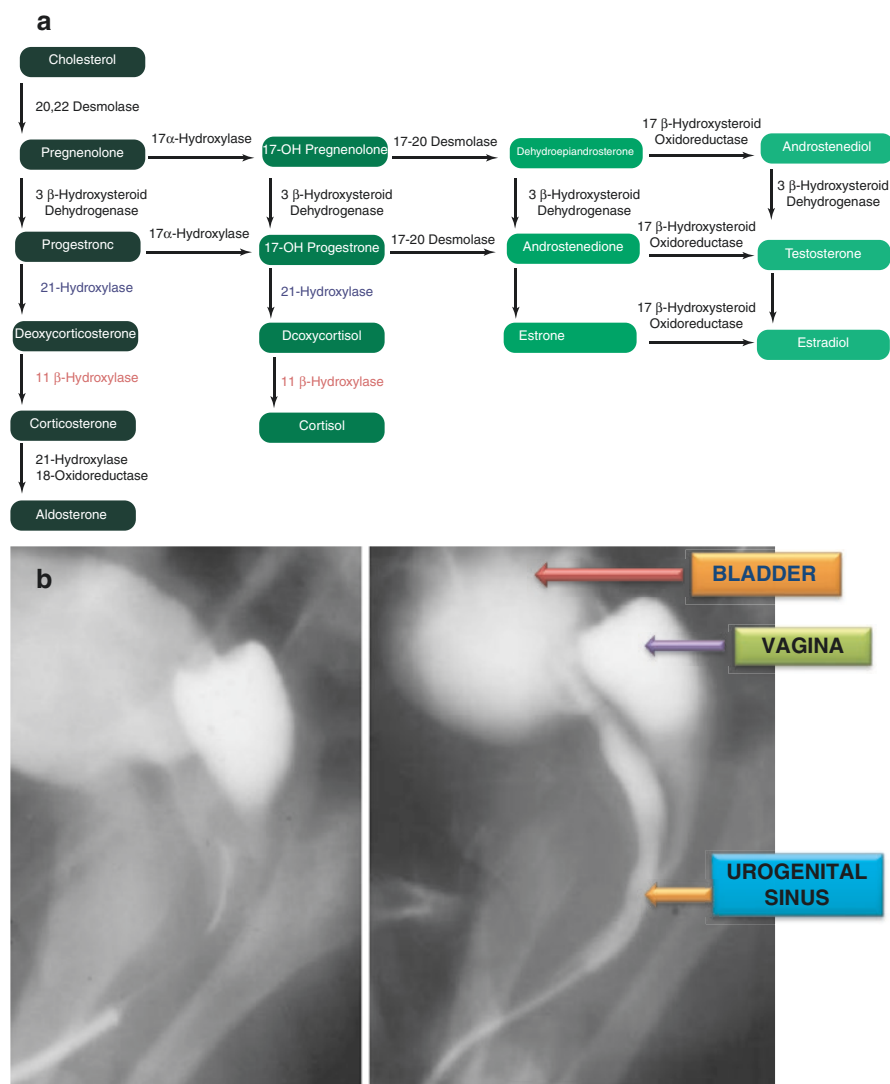 a
Cholesterol
20,22 Desmolase
17α-Hydroxylase
17-20 Desmolase
17 β-Hydroxysteroid
Oxidoreductase
Pregnenolone
17-OH Pregnenolone
Dehydroepiandrosterone
Androstenediol
3 β-Hydroxysteroid
Dehydrogenase
3 β-Hydroxysteroid
Dehydrogenase
3 β-Hydroxysteroid
Dehydrogenase
3 β-Hydroxysteroid
Dehydrogenase
17α-Hydroxylase
17-20 Desmolase
17 β-Hydroxysteroid
Oxidoreductase
Progestronc
17-OH Progestrone
Androstenedione
Testosterone
21-Hydroxylase
21-Hydroxylase
17 β-Hydroxysteroid
Oxidoreductase
Deoxycorticosterone
Dcoxycortisol
Estrone
Estradiol
11 β-Hydroxylase
11 β-Hydroxylase
Corticosterone
Cortisol
21-Hydroxylase
18-Oxidoreductase
Aldosterone
b
BLADDER
VAGINA
UROGENITAL
SINUS